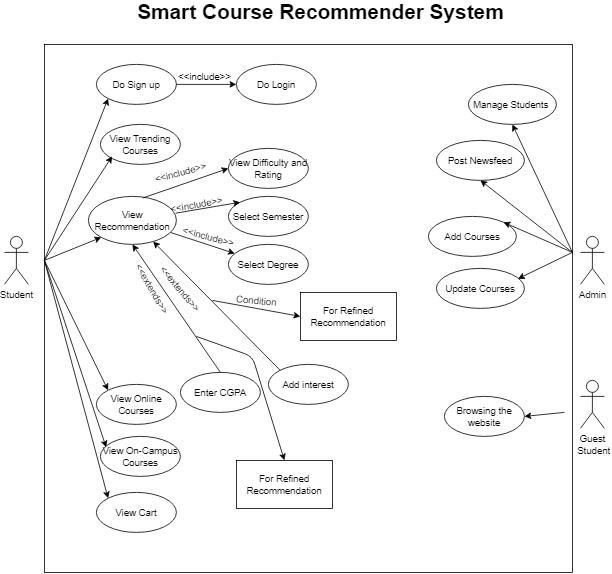 Smart Course Recommender System
Do Sign up
<<include>>
Do Login
Manage Students
View Trending
Courses
Post Newsfeed
View Difficulty and
Rating
<<include>>
View
Recommendation
<<include>>
Select Semester
<<include>>
Select Degree
Add Courses
Update Courses
Student
Admin
<<extends>>
<<extends>>
Condition
For Refined
Recommendation
Enter CGPA
Add interest
View Online
Courses
Browsing the
website
Guest
Student
View On-Campus
Courses
For Refined
Recommendation
View Cart